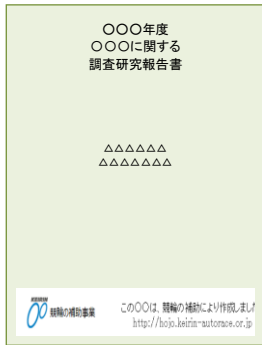 〇〇〇年度
〇〇〇に関する
調査研究報告書
△△△△△△
△△△△△△△
競輪の補助事業
この〇〇は、競輪の補助により作成しました
http://hojo.keirin-autorace.or.jp